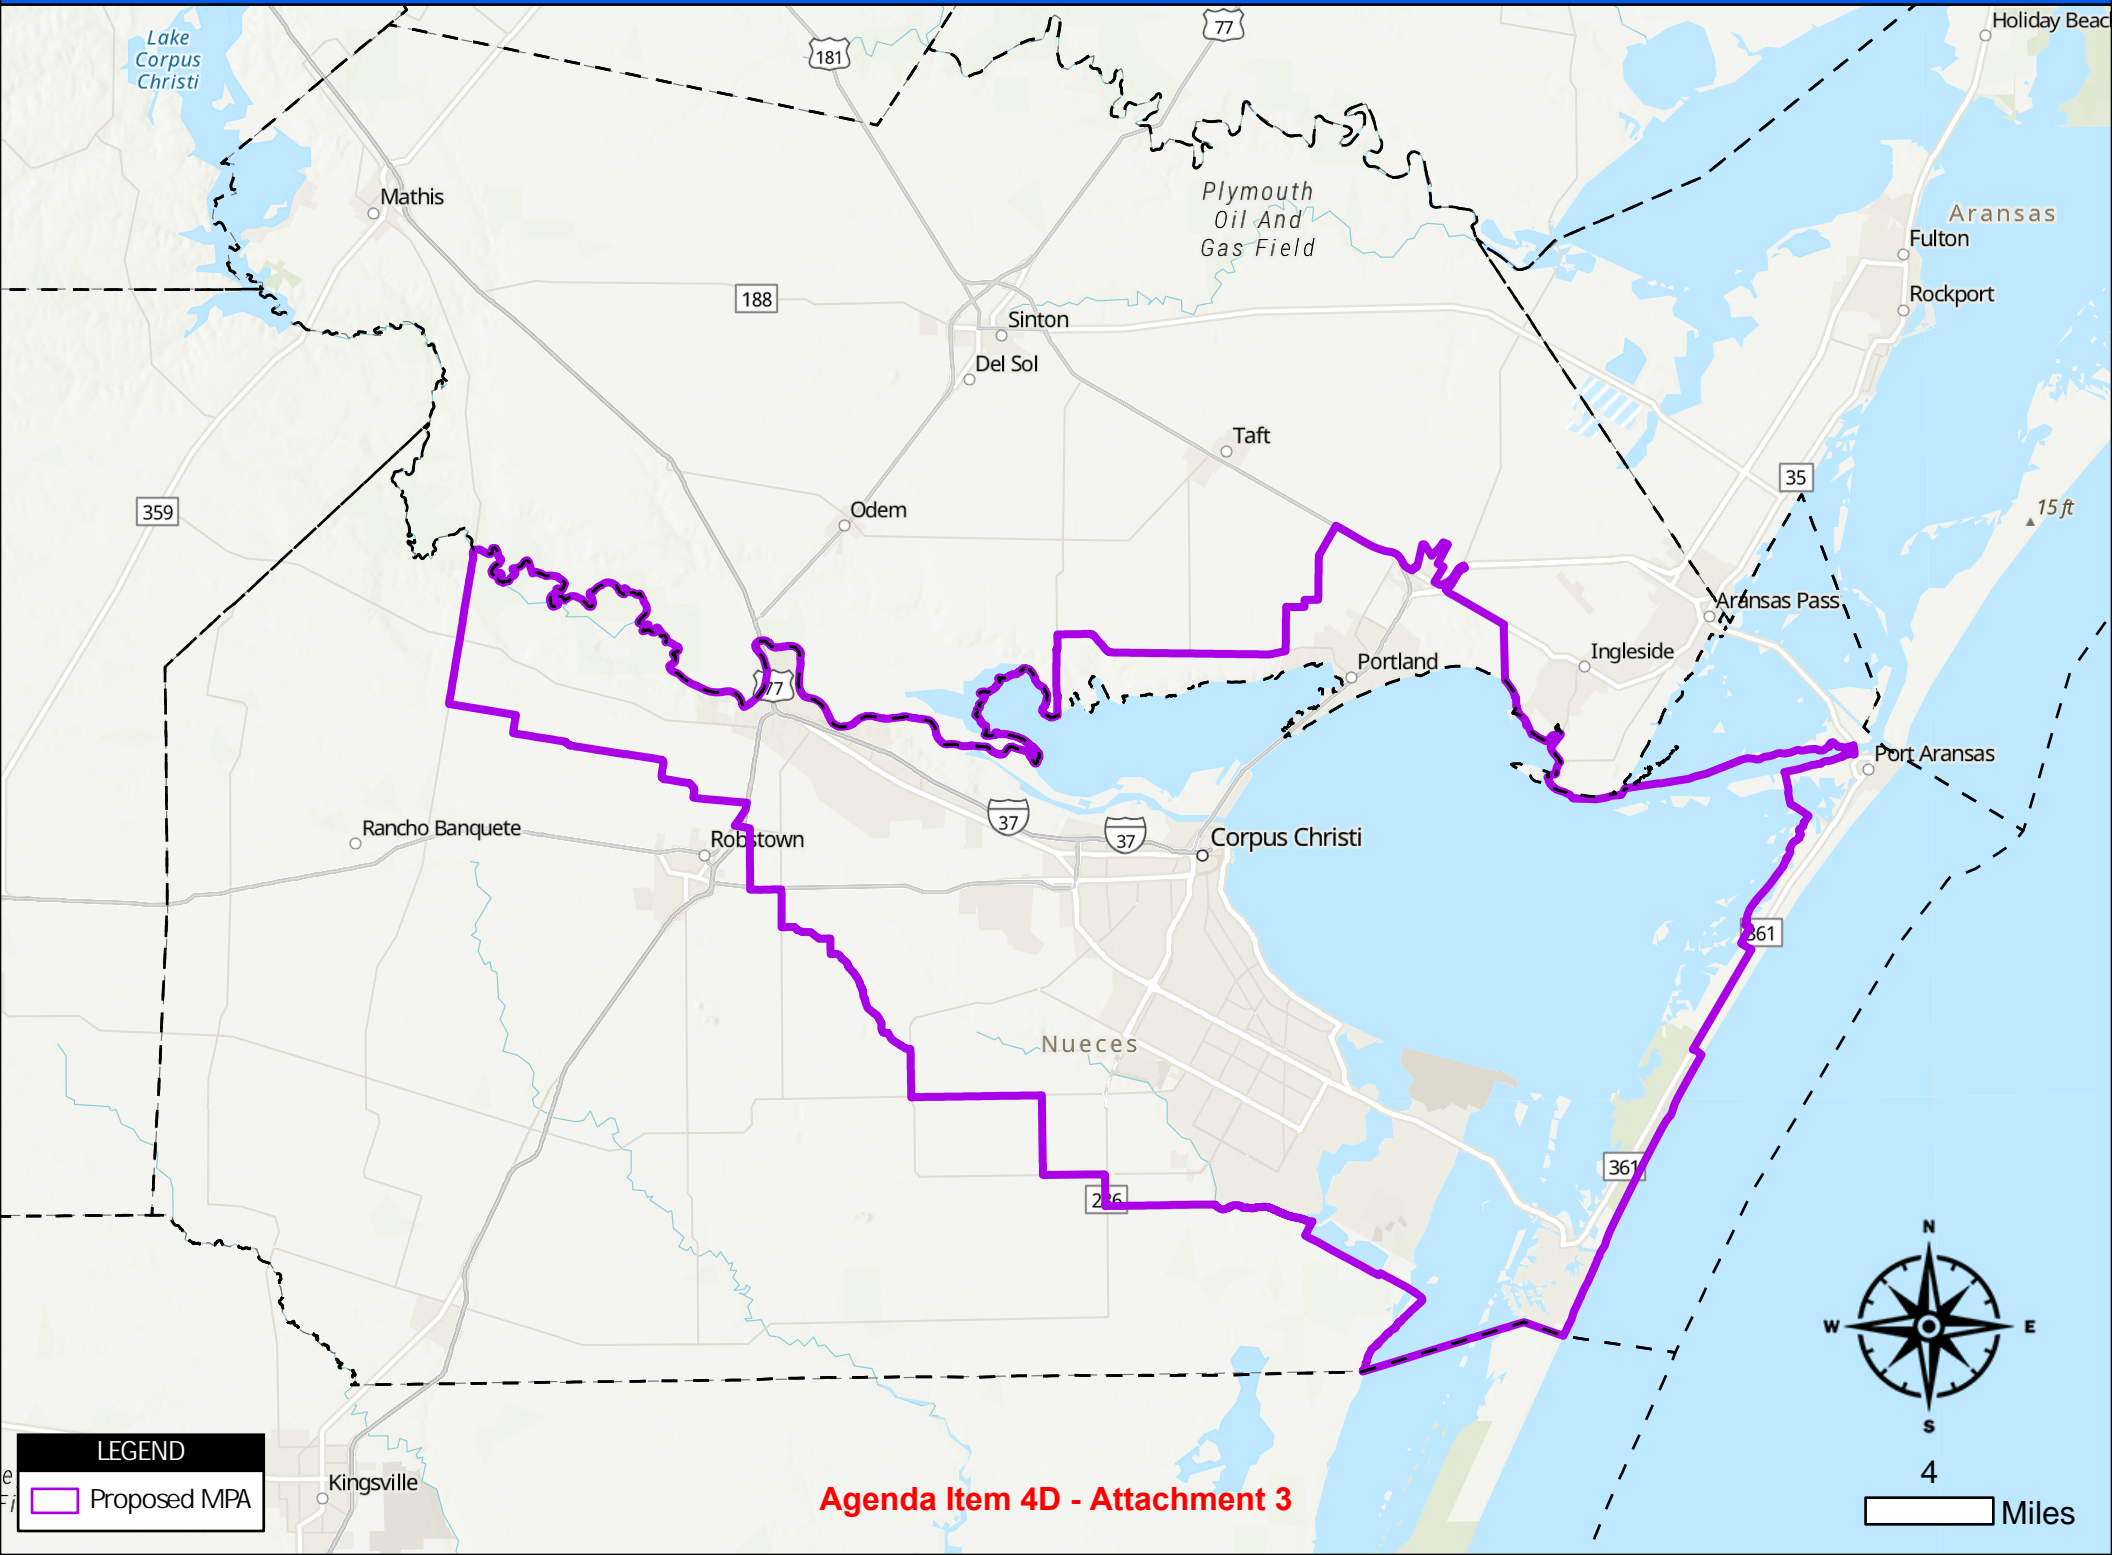 Lake
Corpus
Christi
181
77
Holiday Beac
Mathis
Plymouth
Oil And
Gas Field
Aransas
Fulton
188
Rockport
Sinton
Del Sol
Taft
35
359
Odem
15 ft
Aransas Pass
Ingleside
Portland
77
Port Aransas
37
37
Rancho Banquete
Robstown
Corpus Christi
361
Nueces
361
286
N
W
E
S
LEGEND
Proposed MPA
Kingsville
Agenda Item 4D - Attachment 3
4
Miles